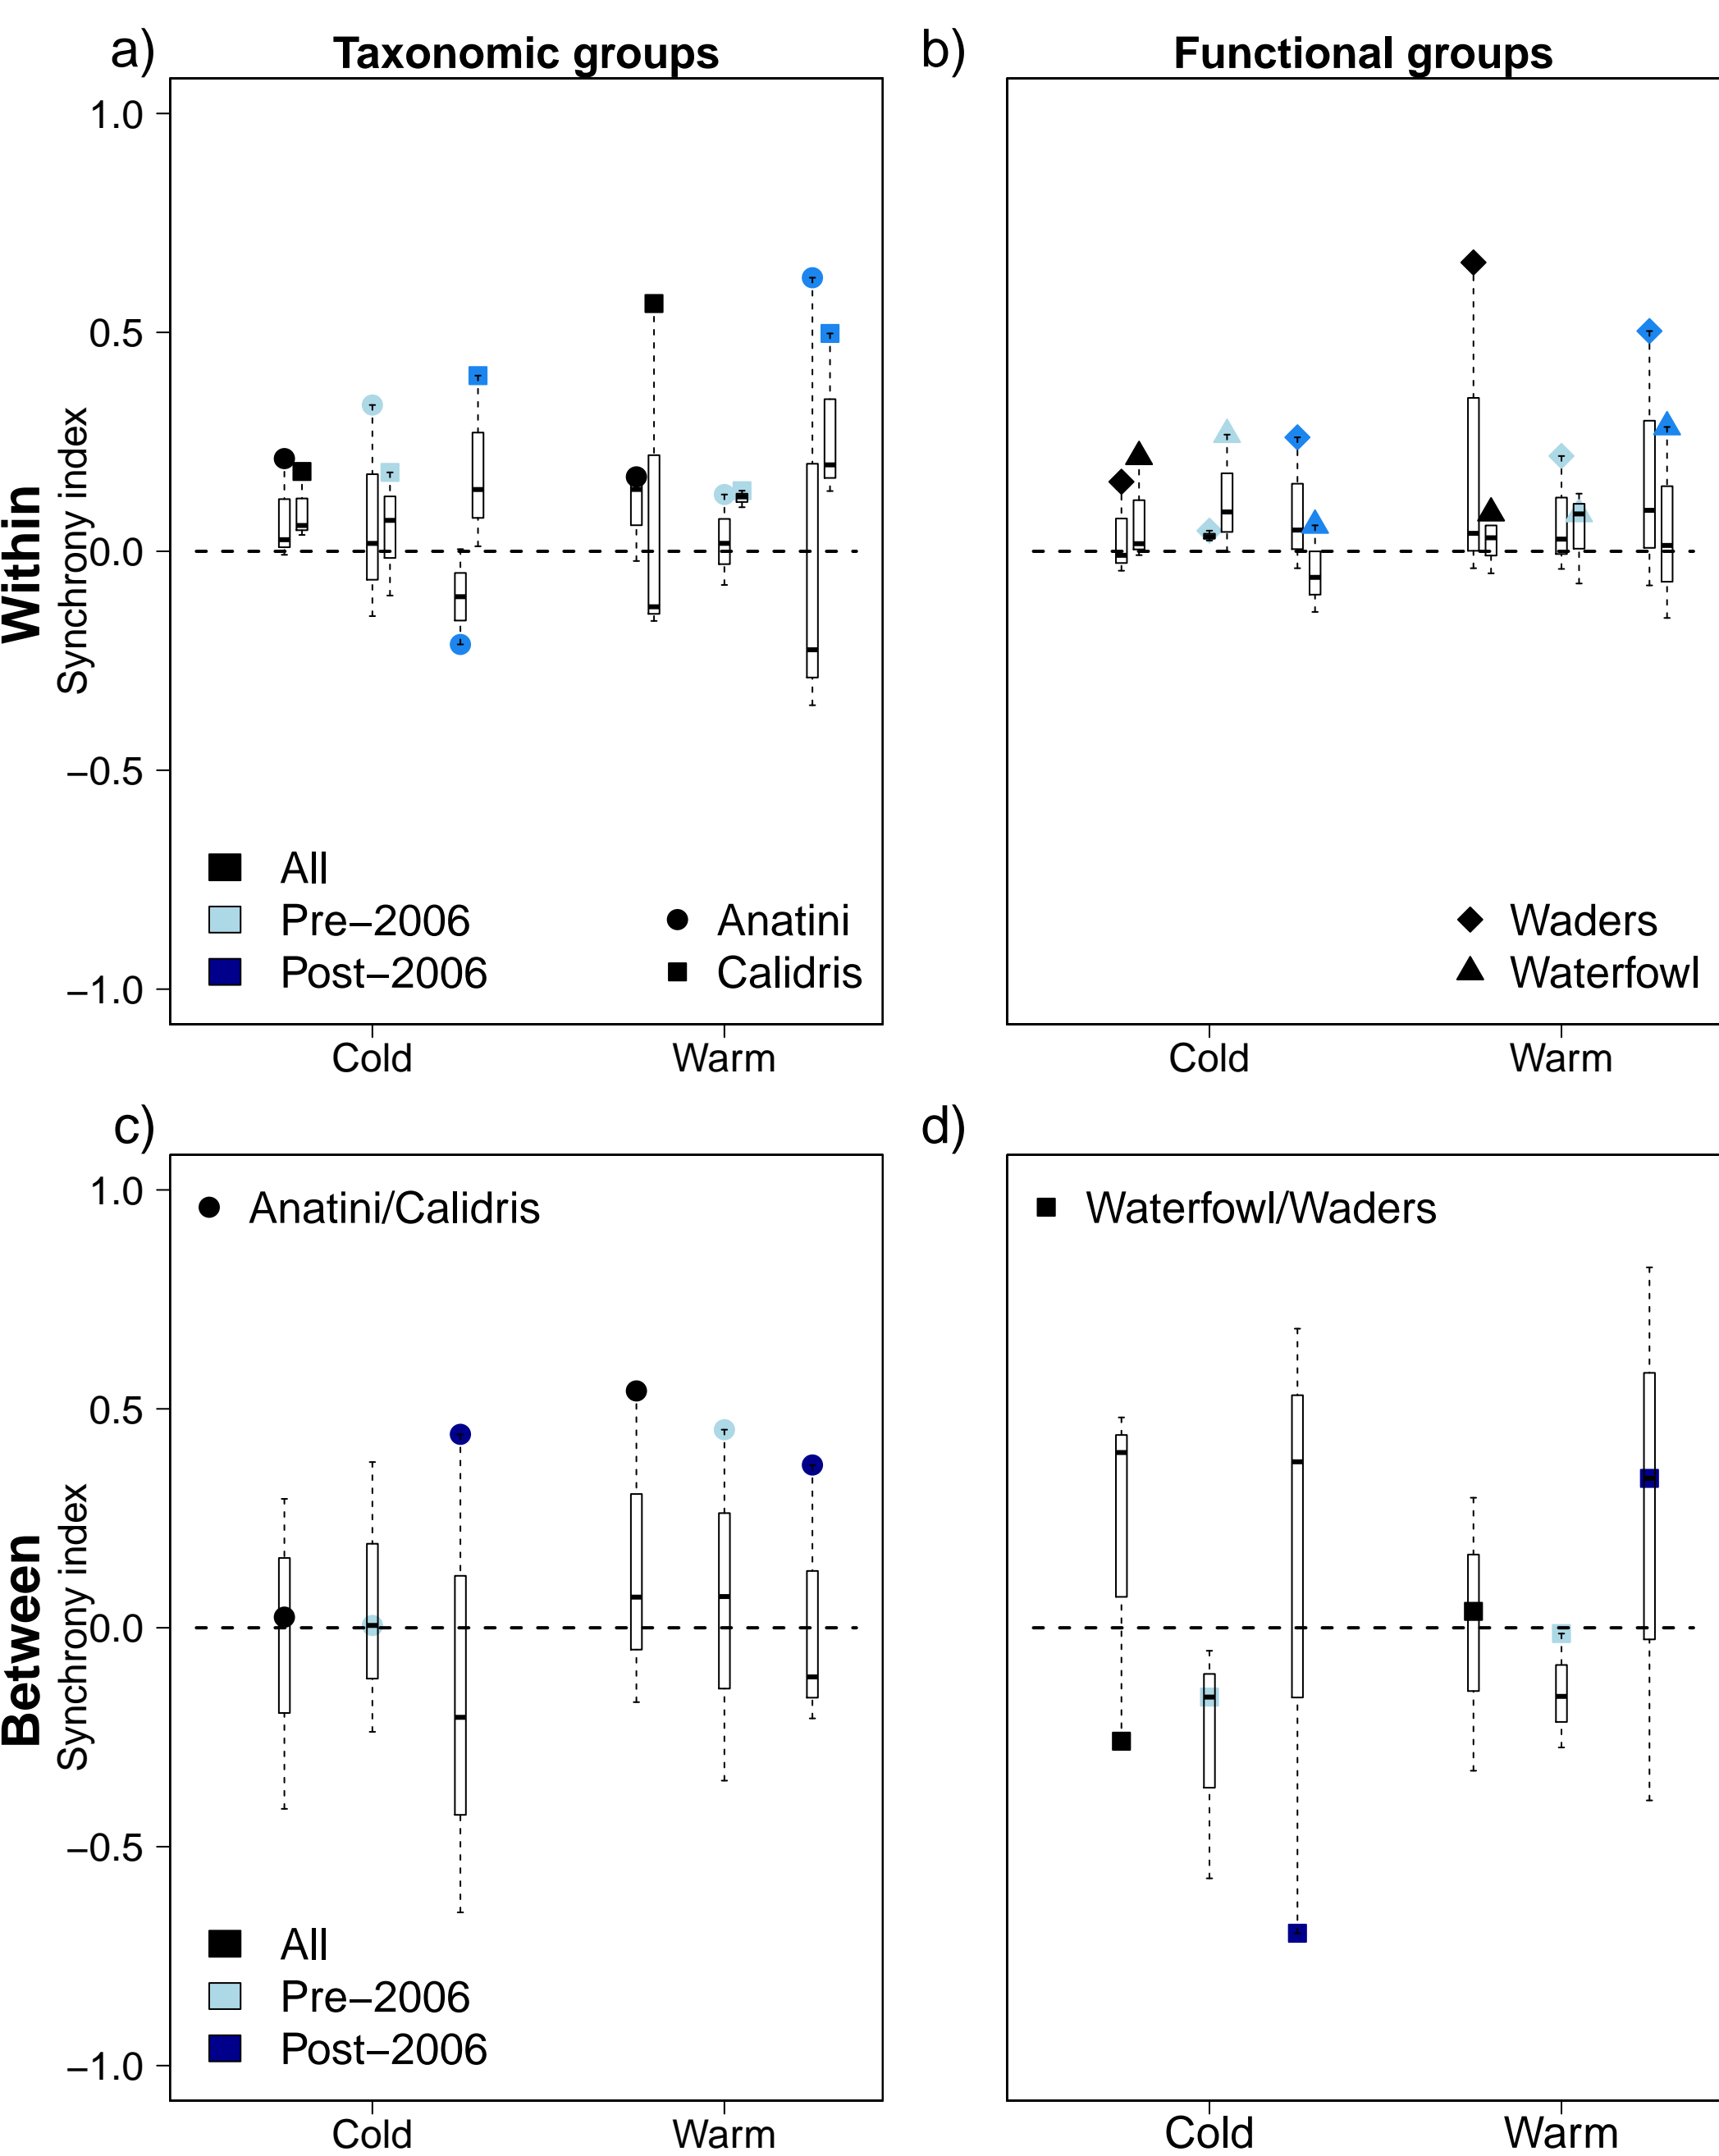 a) Taxonomic groups
b) Functional groups
Within
Synchrony index
1.0
0.5
0.0
−0.5
−1.0
All
Pre−2006
Post−2006
Anatini
Calidris
Cold
Warm
Waders
Waterfowl
Cold
Warm
c)
d)
Between
Synchrony index
1.0
0.5
0.0
−0.5
−1.0
Anatini/Calidris
All
Pre−2006
Post−2006
Cold
Warm
Waterfowl/Waders
Cold
Warm